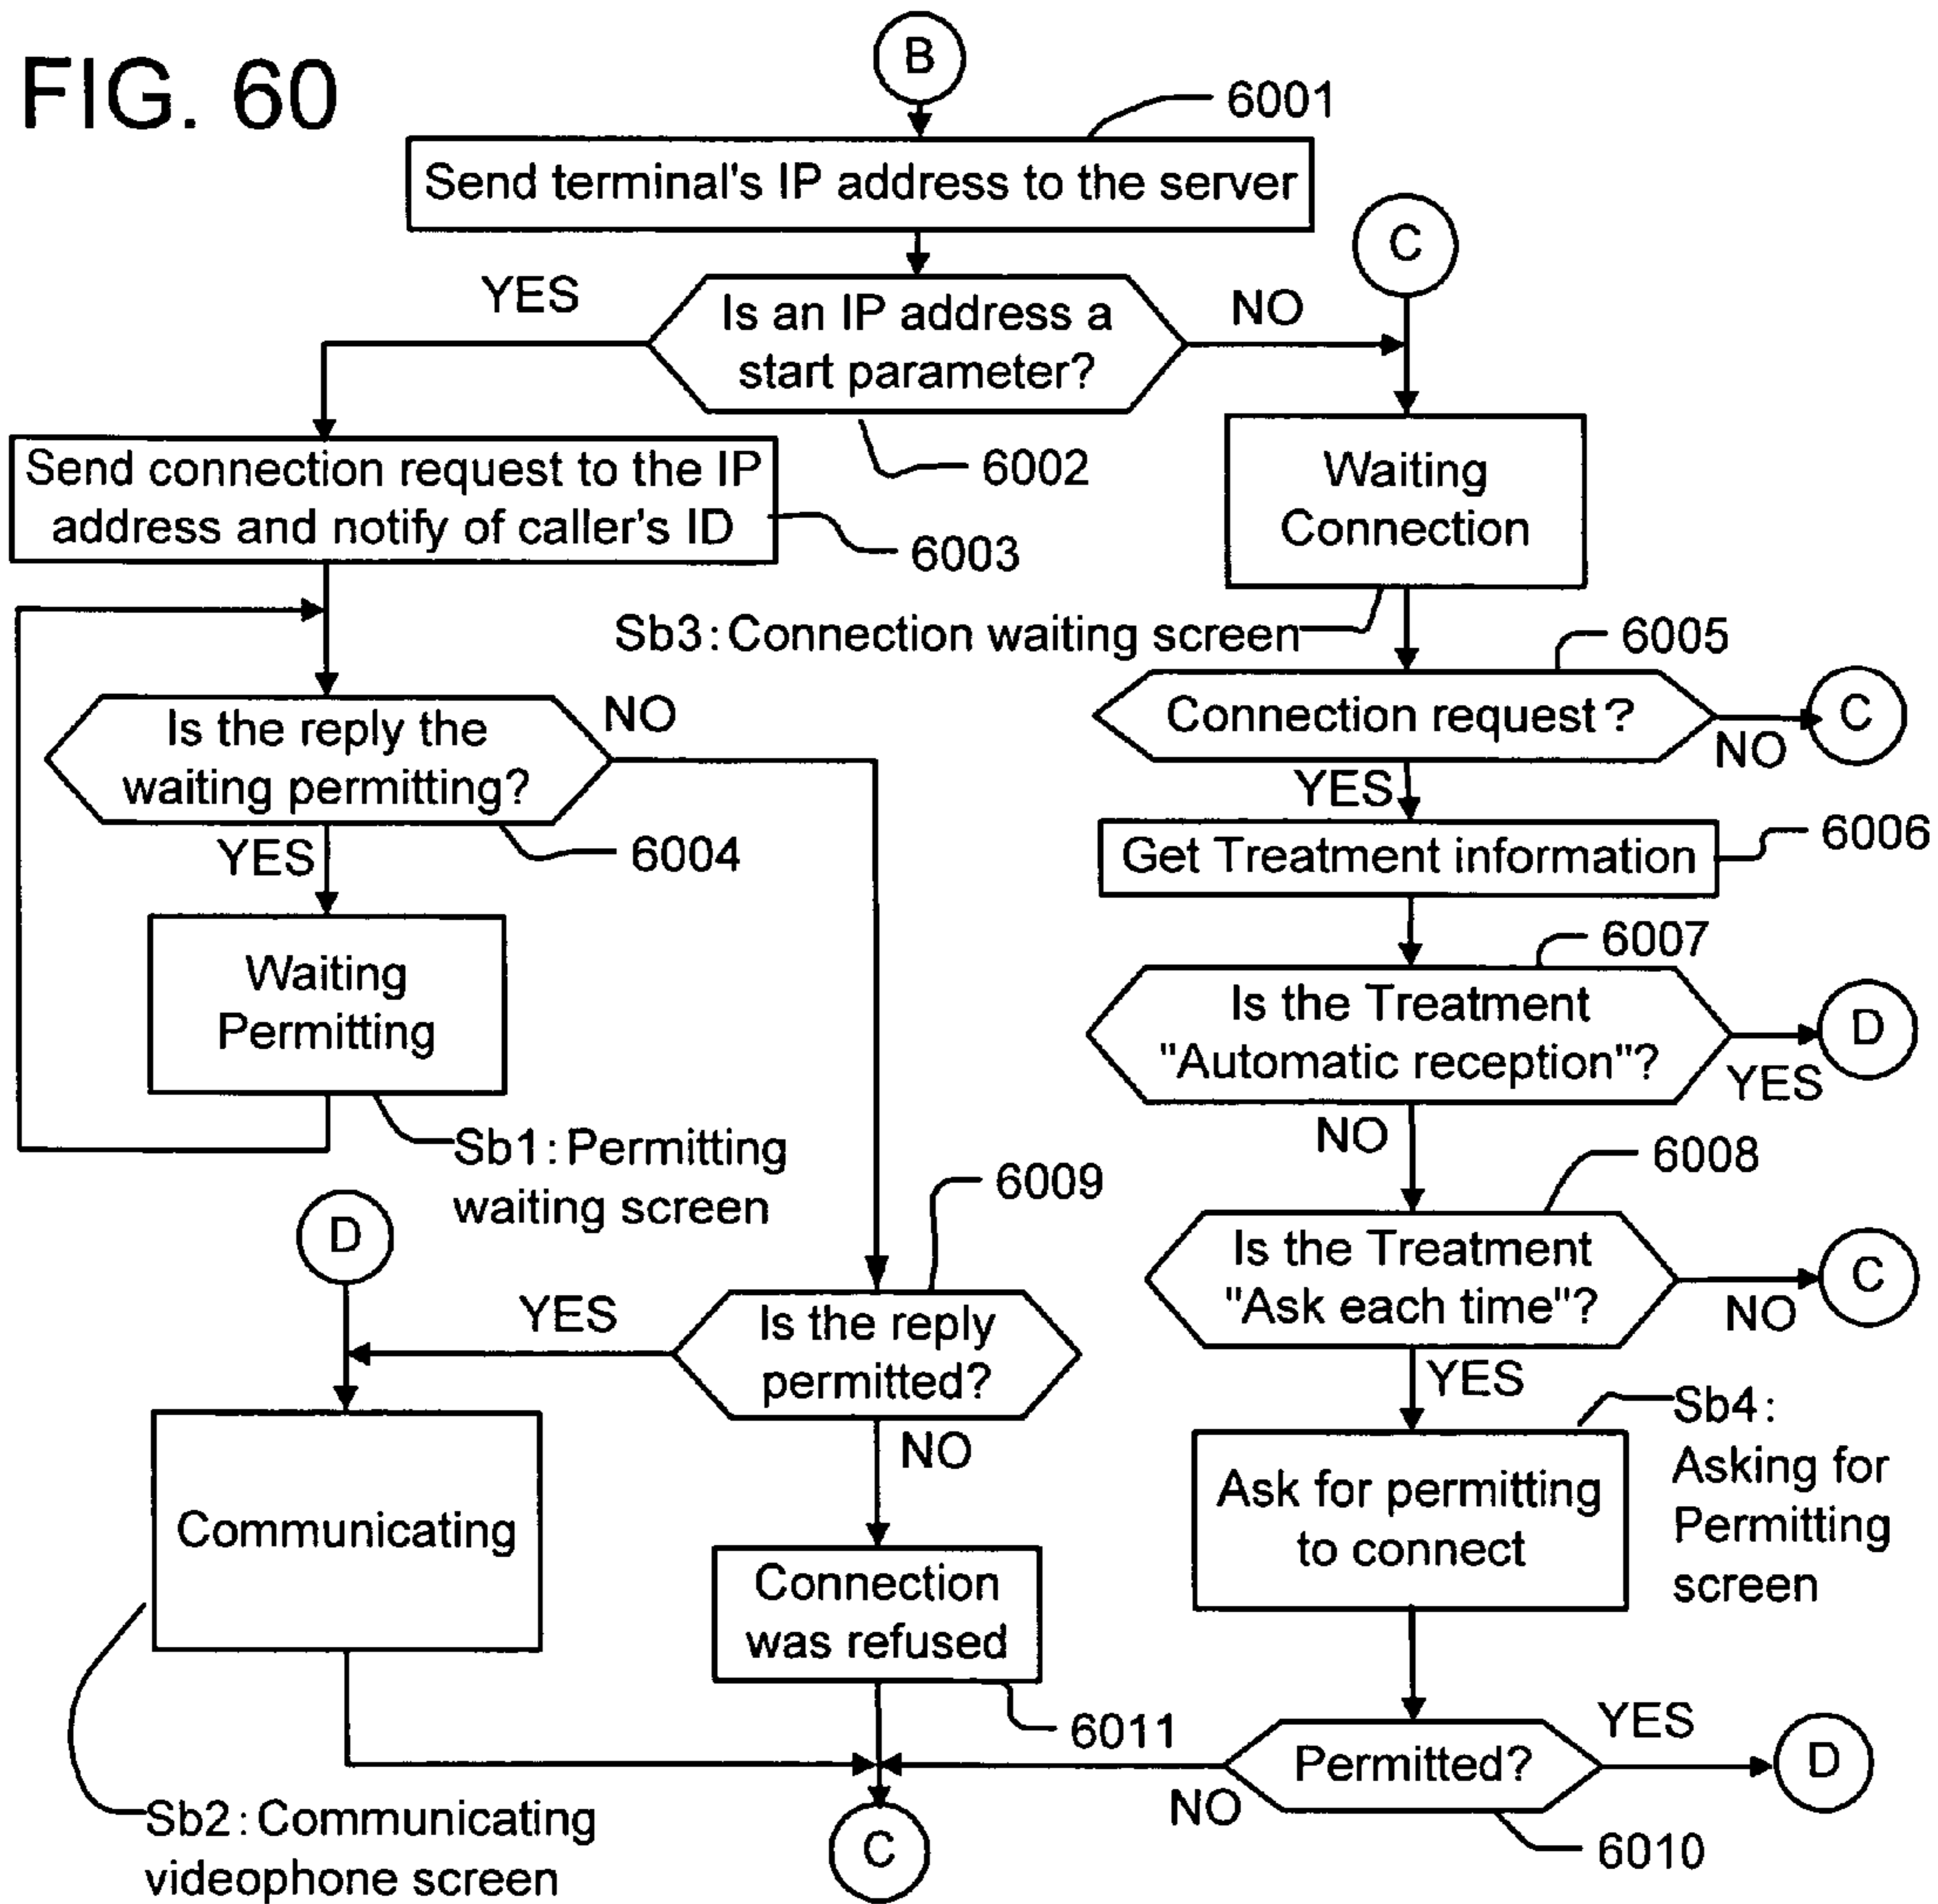 FIG. 60
B
6001
Send terminal's IP address to the server
C
YES
Is an IP address a
start parameter?
NO
6002
Send connection request to the IP
address and notify of caller's ID
6003
Waiting
Connection
Sb3: Connection waiting screen
6005
Connection request?
NO
C
YES
Is the reply the
waiting permitting?
NO
YES
6004
Get Treatment information
6006
Waiting
Permitting
Sb1: Permitting
waiting screen
6007
Is the Treatment
"Automatic reception"?
YES
D
NO
6008
Is the Treatment
"Ask each time"?
NO
C
YES
D
6009
YES
Is the reply
permitted?
NO
Communicating
Sb2: Communicating
videophone screen
Connection
was refused
6011
C
Sb4:
Asking for
Permitting
screen
Ask for permitting
to connect
Permitted?
YES
D
NO
6010